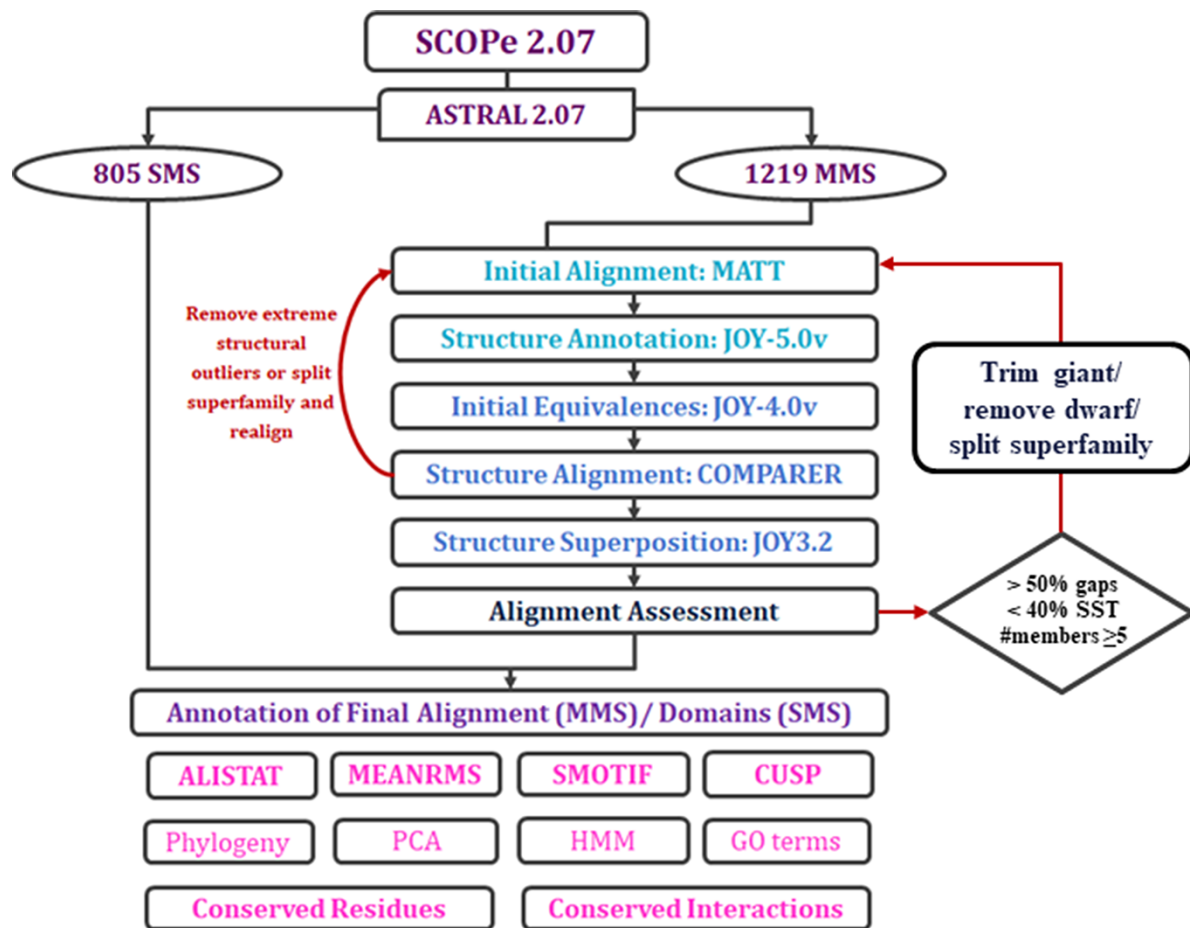 SCOPe 2.07
ASTRAL 2.07
805 SMS
1219 MMS
Initial Alignment: MATT
Remove extreme
structural
outliers or split
superfamily and
realign
Structure Annotation: JOY-5.0v
Initial Equivalences: JOY-4.0v
Structure Alignment: COMPARER
Structure Superposition: JOY3.2
Alignment Assessment
Trim giant/
remove dwarf/
split superfamily
> 50% gaps
< 40% SST
#members ≥5
Annotation of Final Alignment (MMS)/ Domains (SMS)
ALISTAT
MEANRMS
SMOTIF
CUSP
Phylogeny
PCA
HMM
GO terms
Conserved Residues
Conserved Interactions